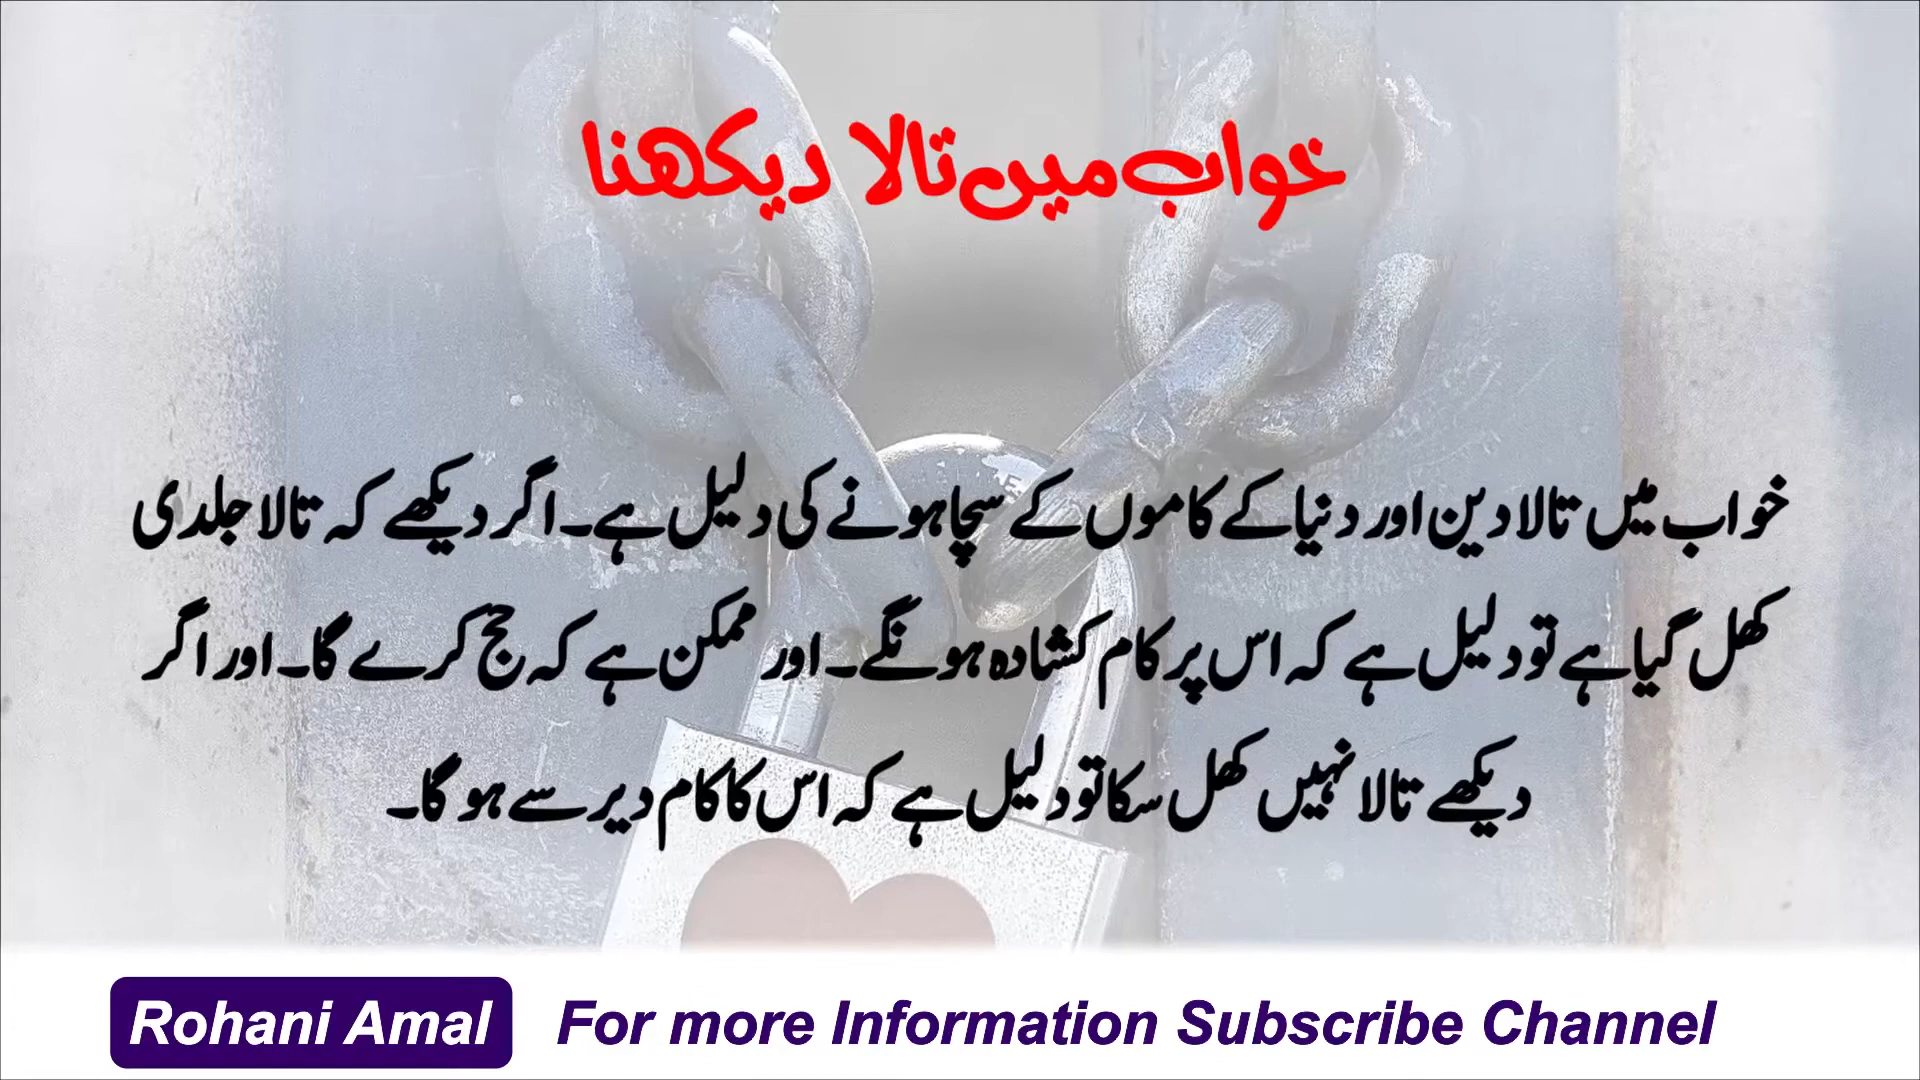 خواب میں تالا دیکھنا
خواب میں تالا دین اور دنیا کے کاموں کے سچا ہونے کی دلیل ہے۔ اگر دیکھے کہ تالا جلدی
کھل گیا ہے تو دلیل ہے کہ اس پر کام کشادہ ہونگے۔ اور ممکن ہے کہ حج کرے گا۔ اور اگر
دیکھے تالا نہیں کھل سکا تو دلیل ہے کہ اس کا کام دیر سے ہو گا۔
Rohani Amal For more Information Subscribe Channel